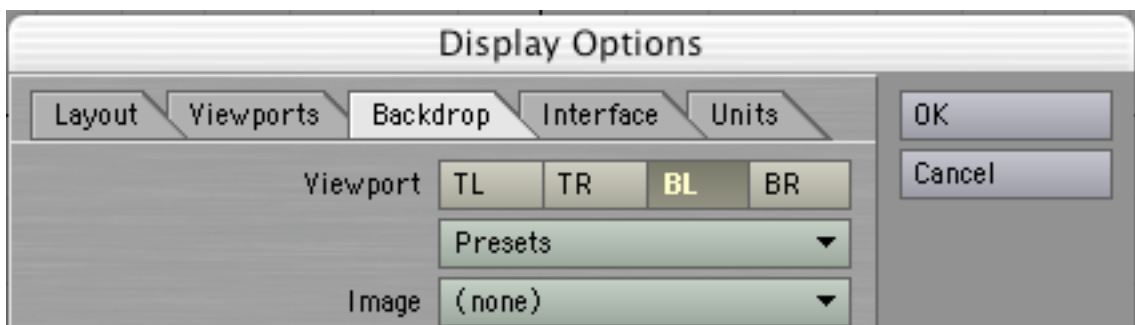 Display Options
Layout Viewports Backdrop Interface Units OK
Viewport TL TR BL BR Cancel
Presets
Image (none)